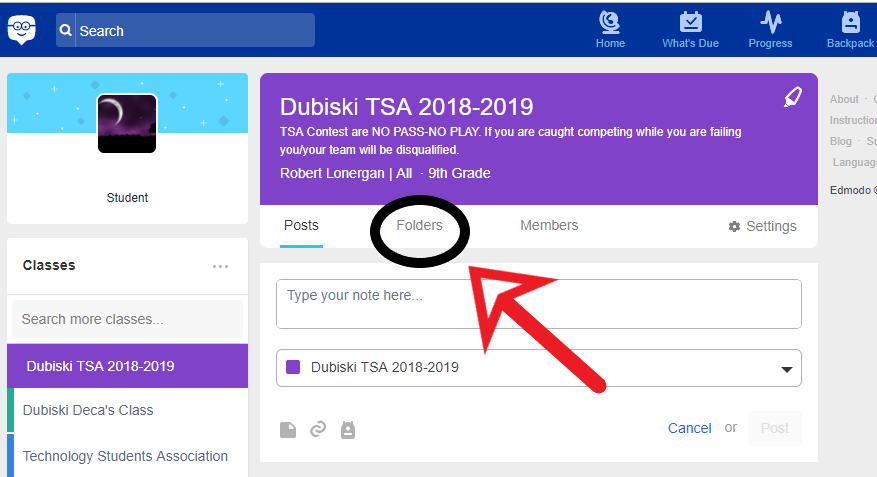 Search
Home
What's Due
Progress
Backpack
Student
Classes
Search more classes...
Dubiski TSA 2018-2019
Dubiski Deca's Class
Technology Students Association
Dubiski TSA 2018-2019
TSA Contest are NO PASS-NO PLAY. If you are caught competing while you are failing
you/your team will be disqualified.
Robert Lonergan | All · 9th Grade
Posts
Folders
Members
Settings
Type your note here...
Dubiski TSA 2018-2019
Cancel or Post
About ·
Blog ·
Edmodo ©